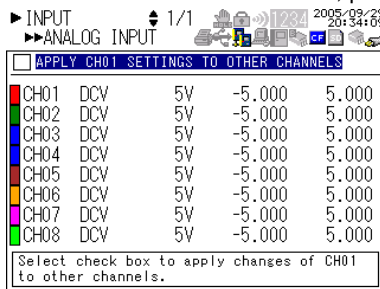 ▶INPUT 1/1 1234 2005/09/29
▶▶ANALOG INPUT 20:34:09
CF SD
APPLY CH01 SETTINGS TO OTHER CHANNELS
CH01 DCV 5V -5.000 5.000
CH02 DCV 5V -5.000 5.000
CH03 DCV 5V -5.000 5.000
CH04 DCV 5V -5.000 5.000
CH05 DCV 5V -5.000 5.000
CH06 DCV 5V -5.000 5.000
CH07 DCV 5V -5.000 5.000
CH08 DCV 5V -5.000 5.000
Select check box to apply changes of CH01
to other channels.